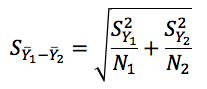 S_{Ȳ₁−Ȳ₂} = √(S²_{Y₁}/N₁ + S²_{Y₂}/N₂)